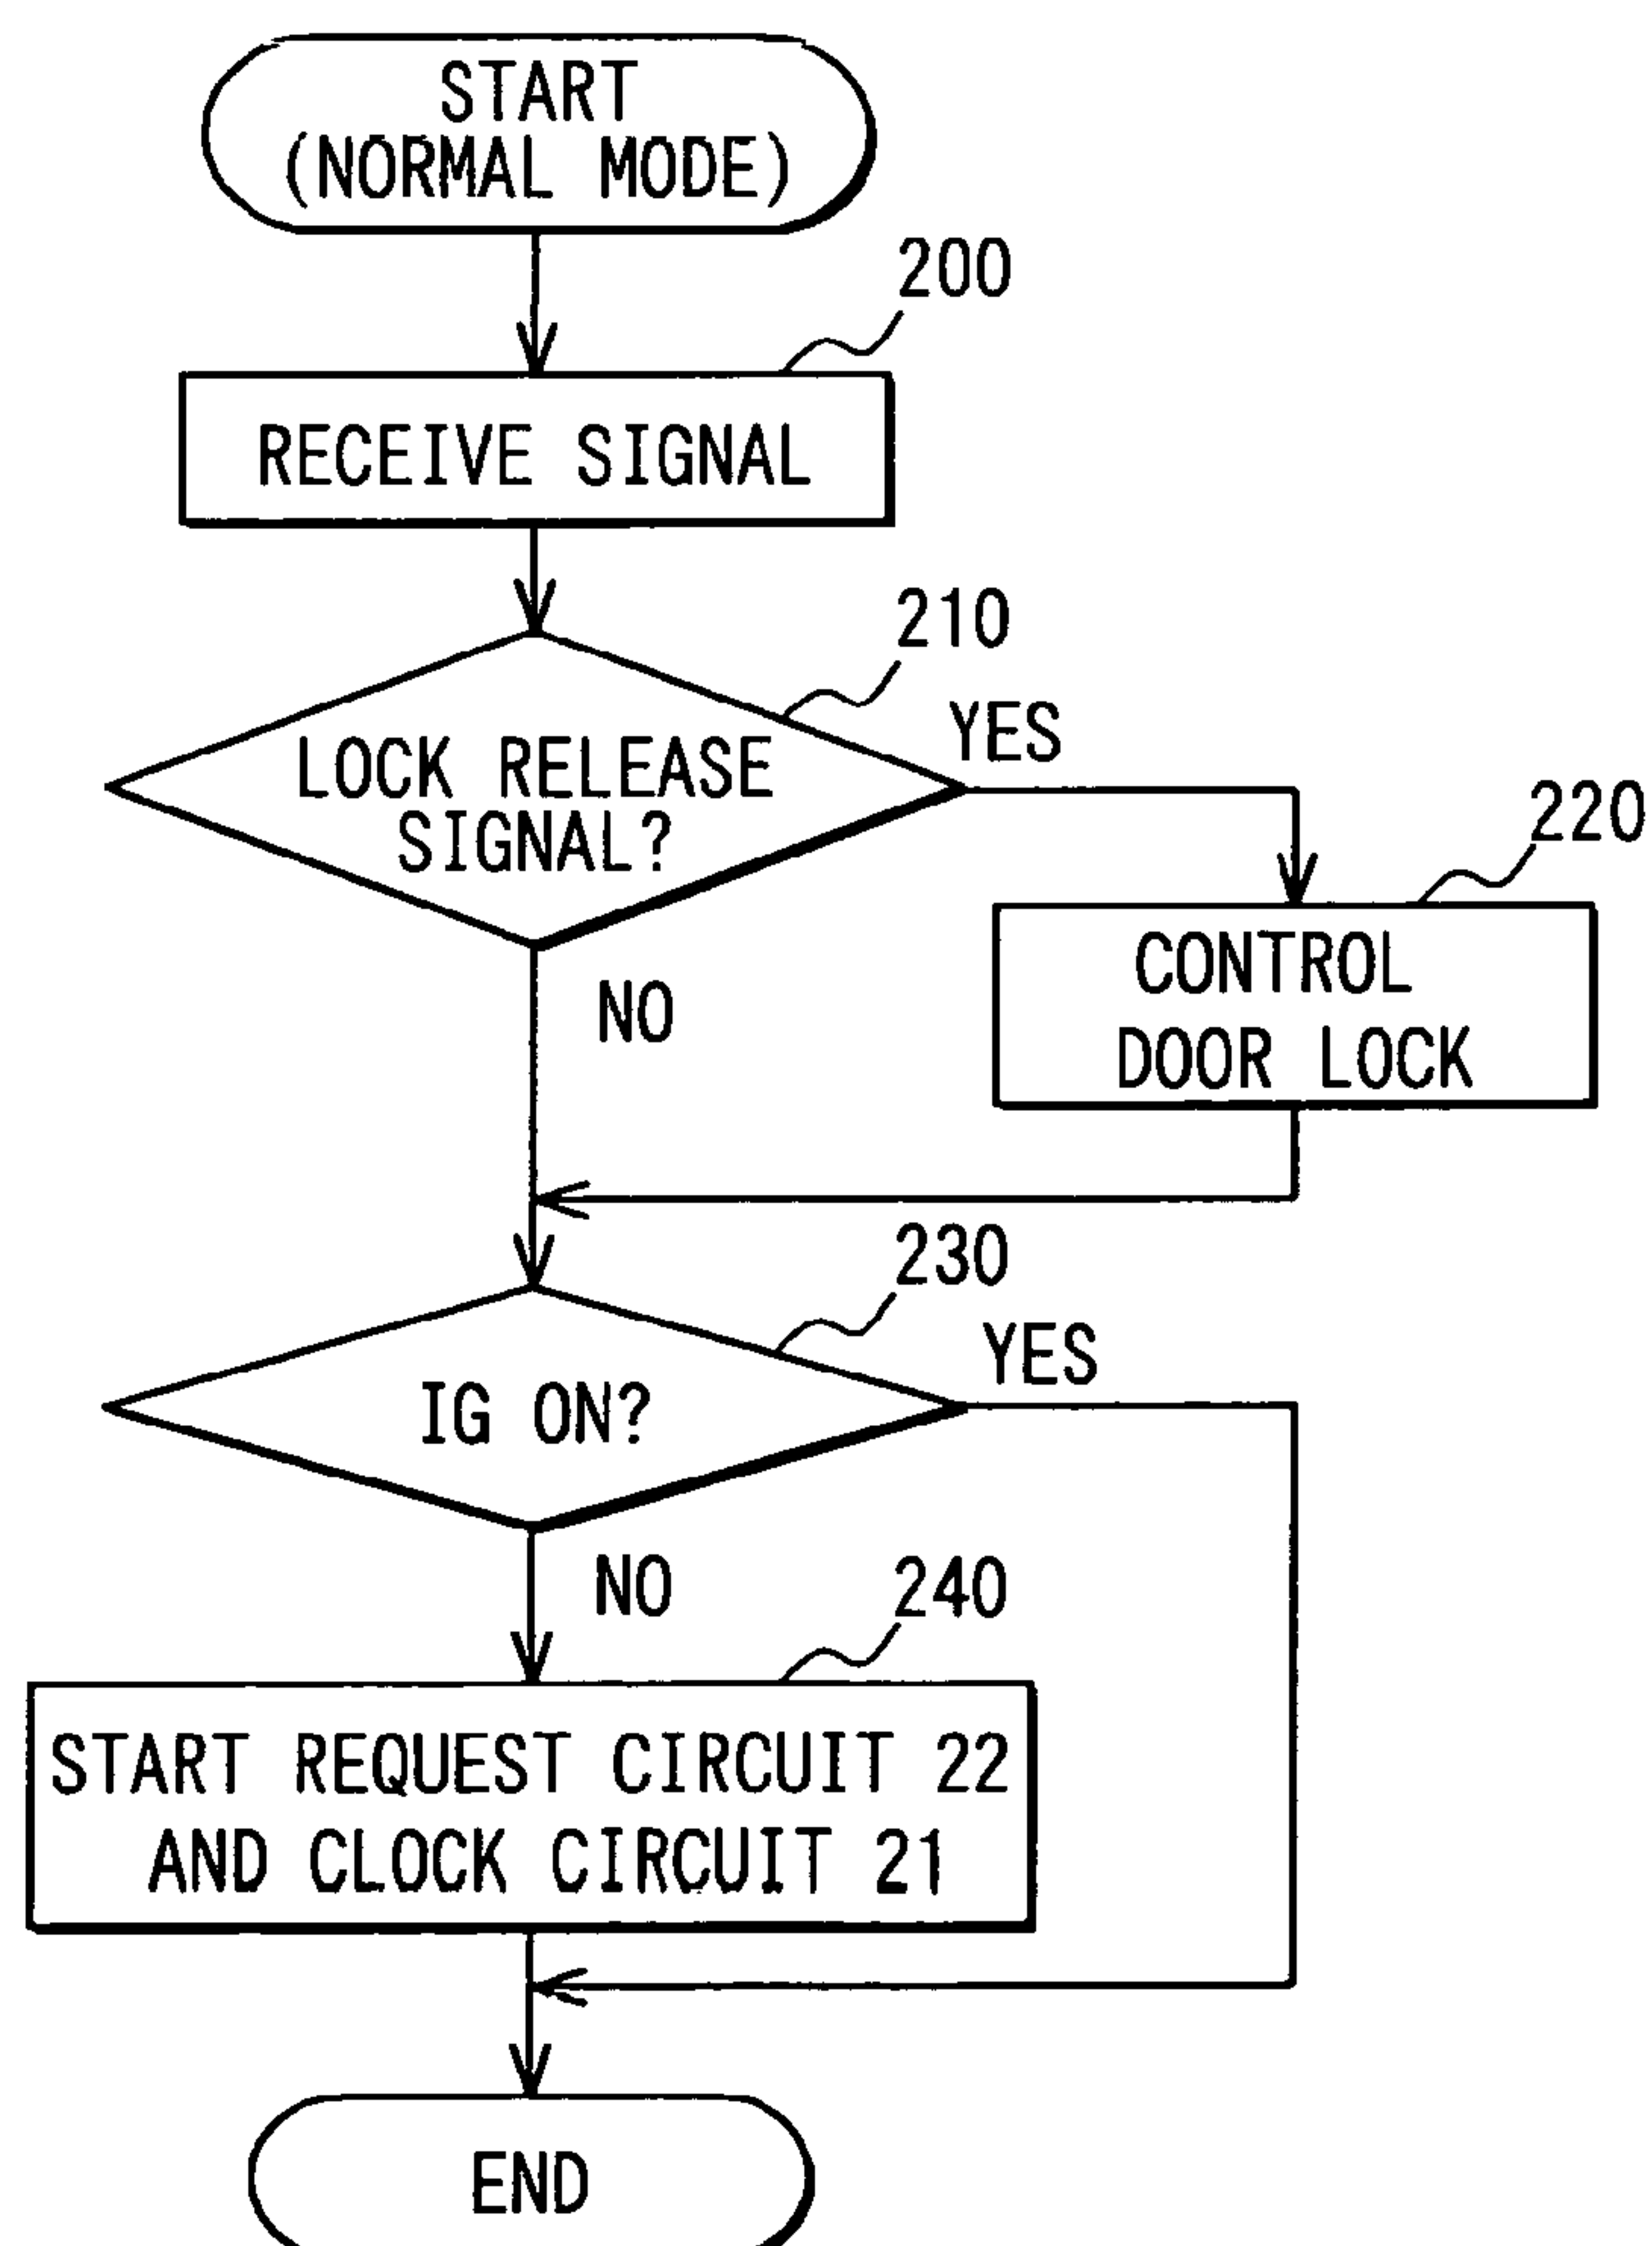 START
(NORMAL MODE)
200
RECEIVE SIGNAL
210
YES
LOCK RELEASE
SIGNAL?
220
CONTROL
DOOR LOCK
NO
230
YES
IG ON?
NO
240
START REQUEST CIRCUIT 22
AND CLOCK CIRCUIT 21
END